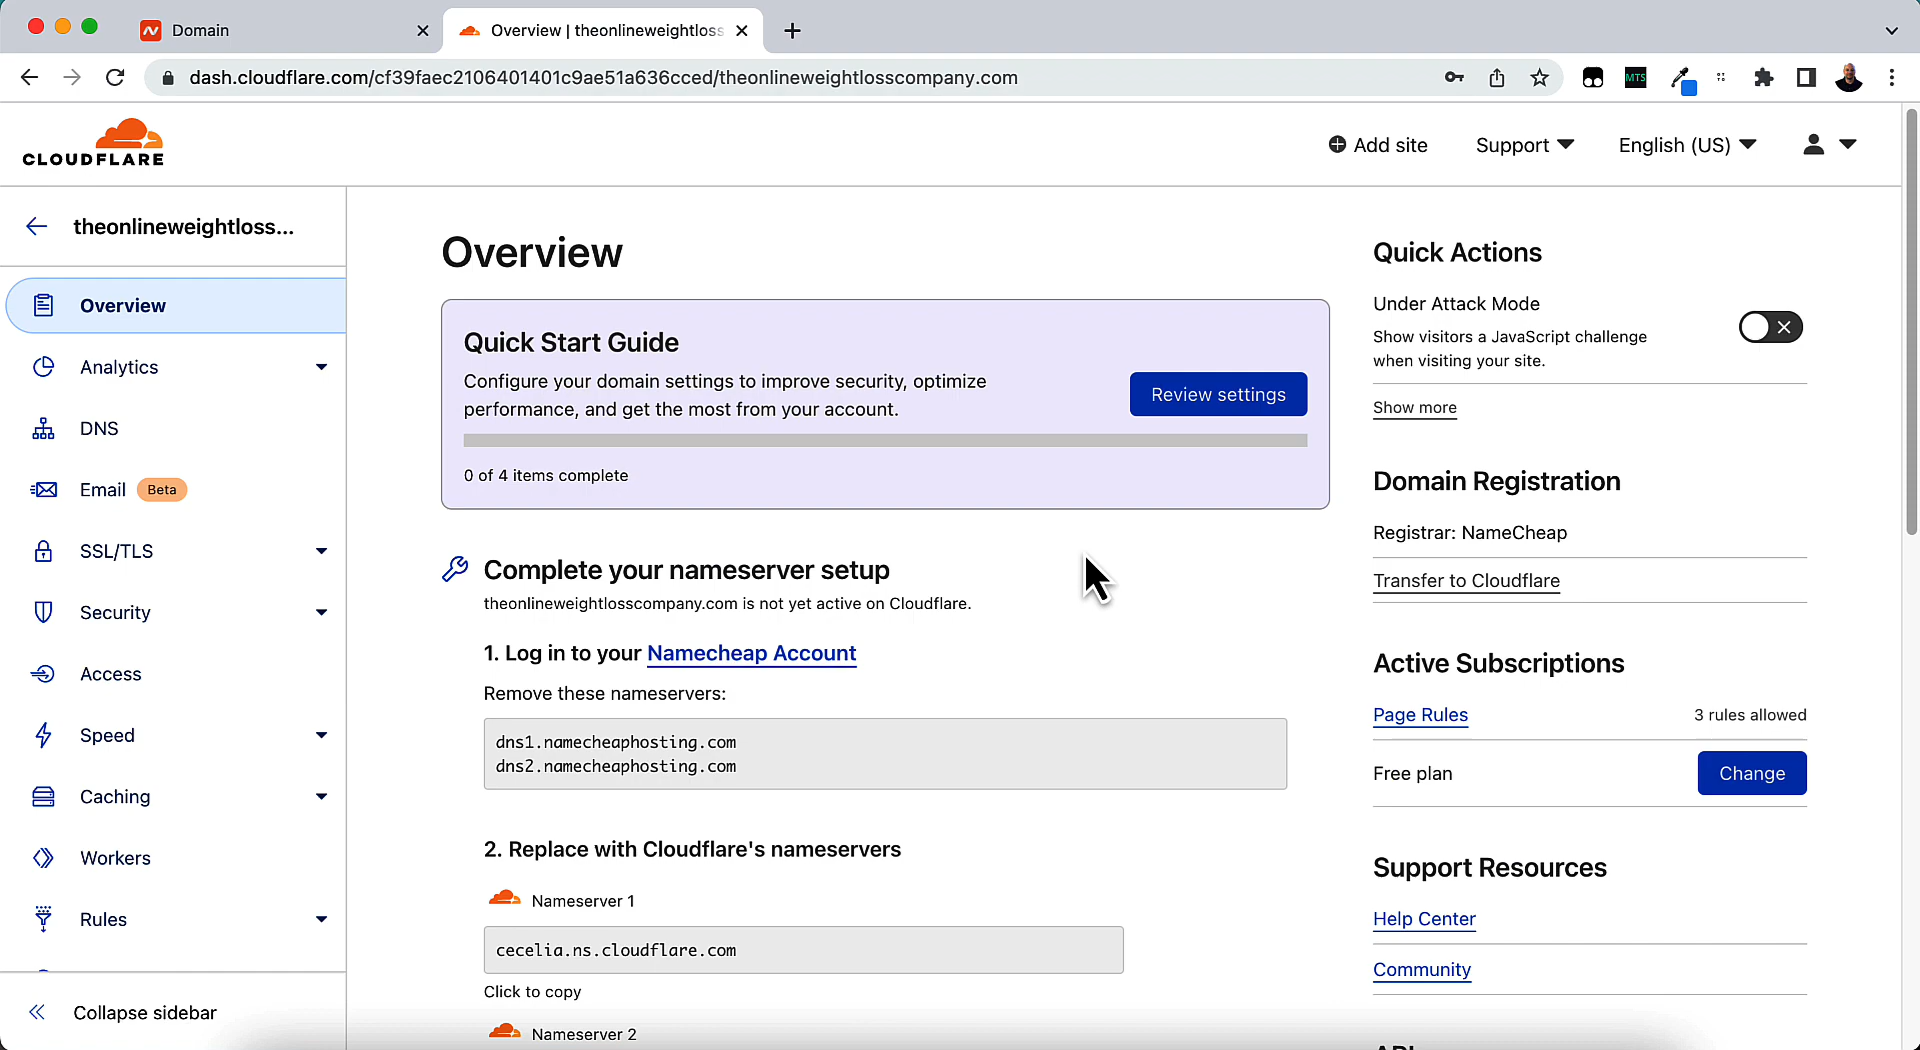 Domain
Overview | theonlineweightloss
dash.cloudflare.com/cf39faec2106401401c9ae51a636cced/theonlineweightlosscompany.com
MTS
CLOUDFLARE
Add site
Support
English (US)
theonlineweightloss...
Overview
Analytics
DNS
Email Beta
SSL/TLS
Security
Access
Speed
Caching
Workers
Rules
Collapse sidebar
Overview
Quick Start Guide
Configure your domain settings to improve security, optimize
performance, and get the most from your account.
Review settings
0 of 4 items complete
Complete your nameserver setup
theonlineweightlosscompany.com is not yet active on Cloudflare.
1. Log in to your Namecheap Account
Remove these nameservers:
dns1.namecheaphosting.com
dns2.namecheaphosting.com
2. Replace with Cloudflare's nameservers
Nameserver 1
cecelia.ns.cloudflare.com
Click to copy
Nameserver 2
Quick Actions
Under Attack Mode
Show visitors a JavaScript challenge
when visiting your site.
Show more
Domain Registration
Registrar: NameCheap
Transfer to Cloudflare
Active Subscriptions
Page Rules
3 rules allowed
Free plan
Change
Support Resources
Help Center
Community